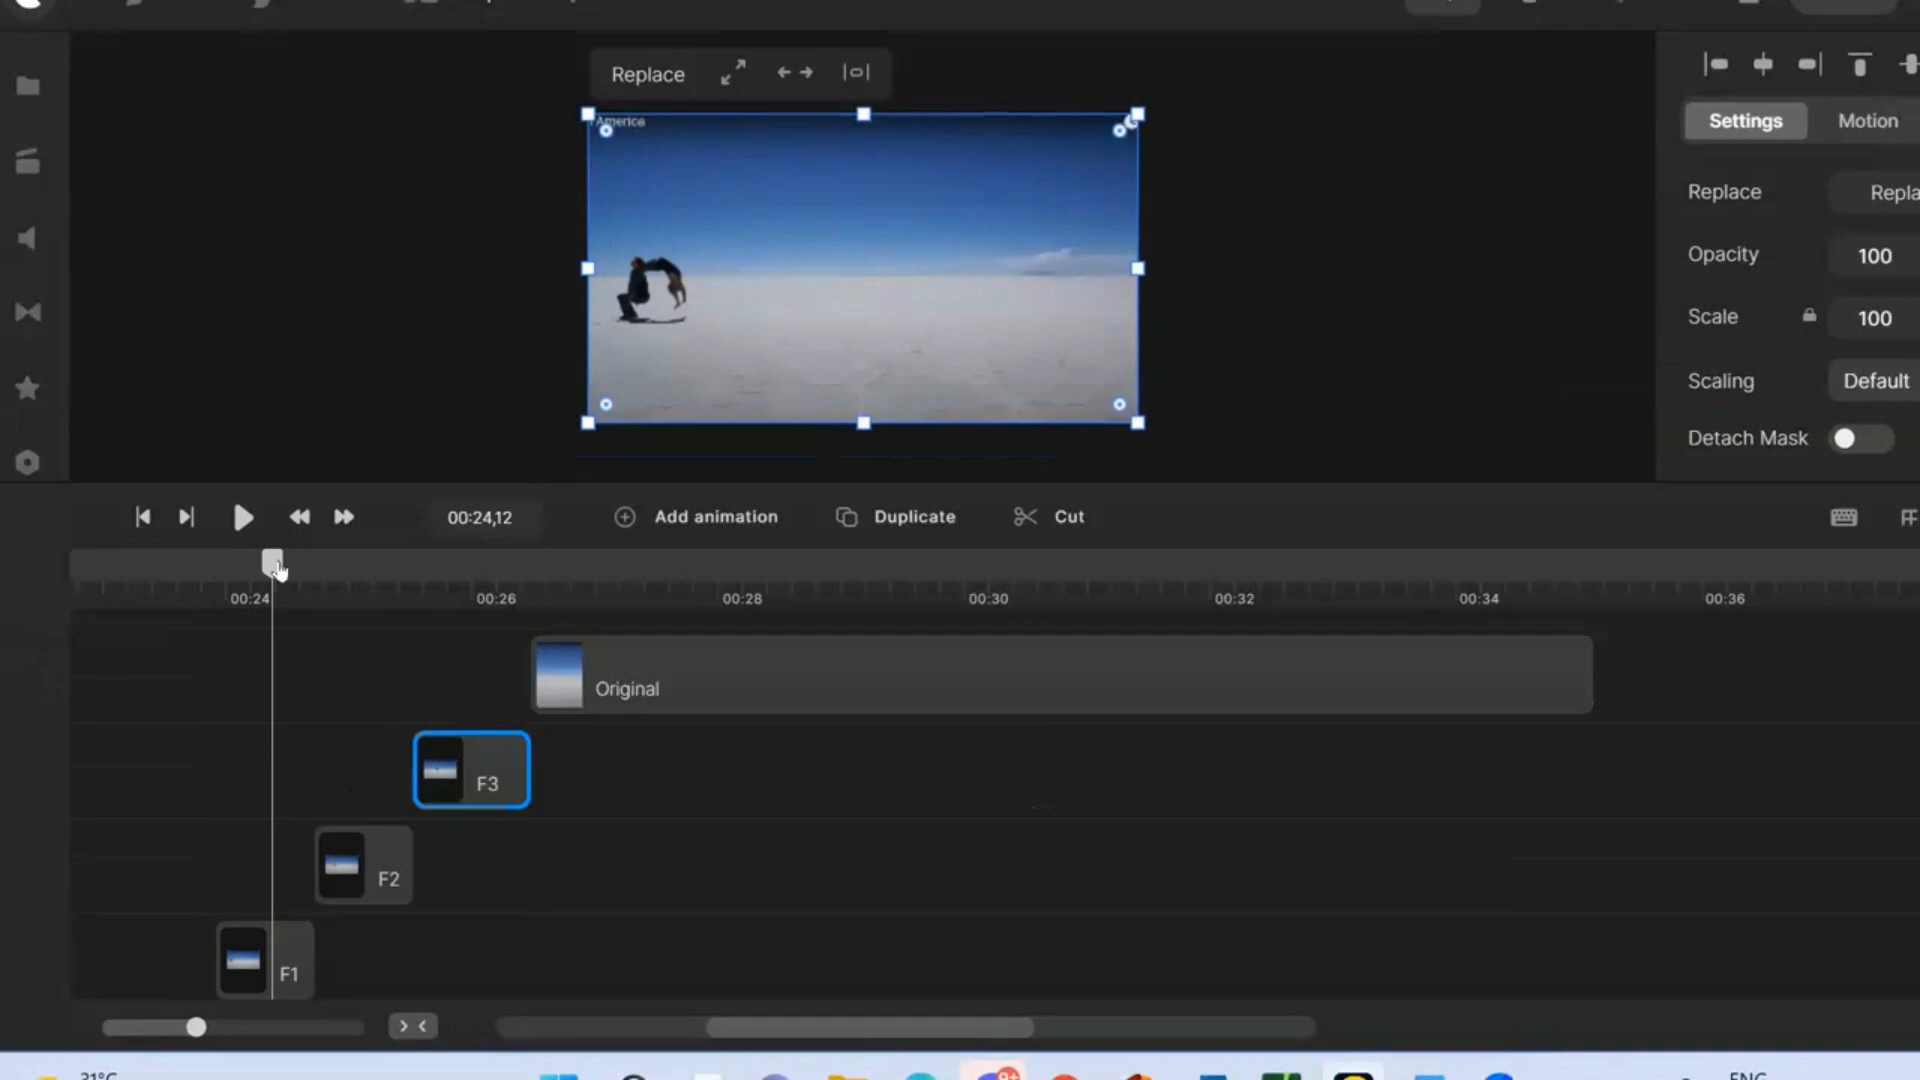 Replace
America
Settings Motion
Replace
Opacity 100
Scale 100
Scaling Default
Detach Mask
00:24,12 Add animation Duplicate Cut
00:24 00:26 00:28 00:30 00:32 00:34 00:36
Original
F3
F2
F1
31°C
ENG